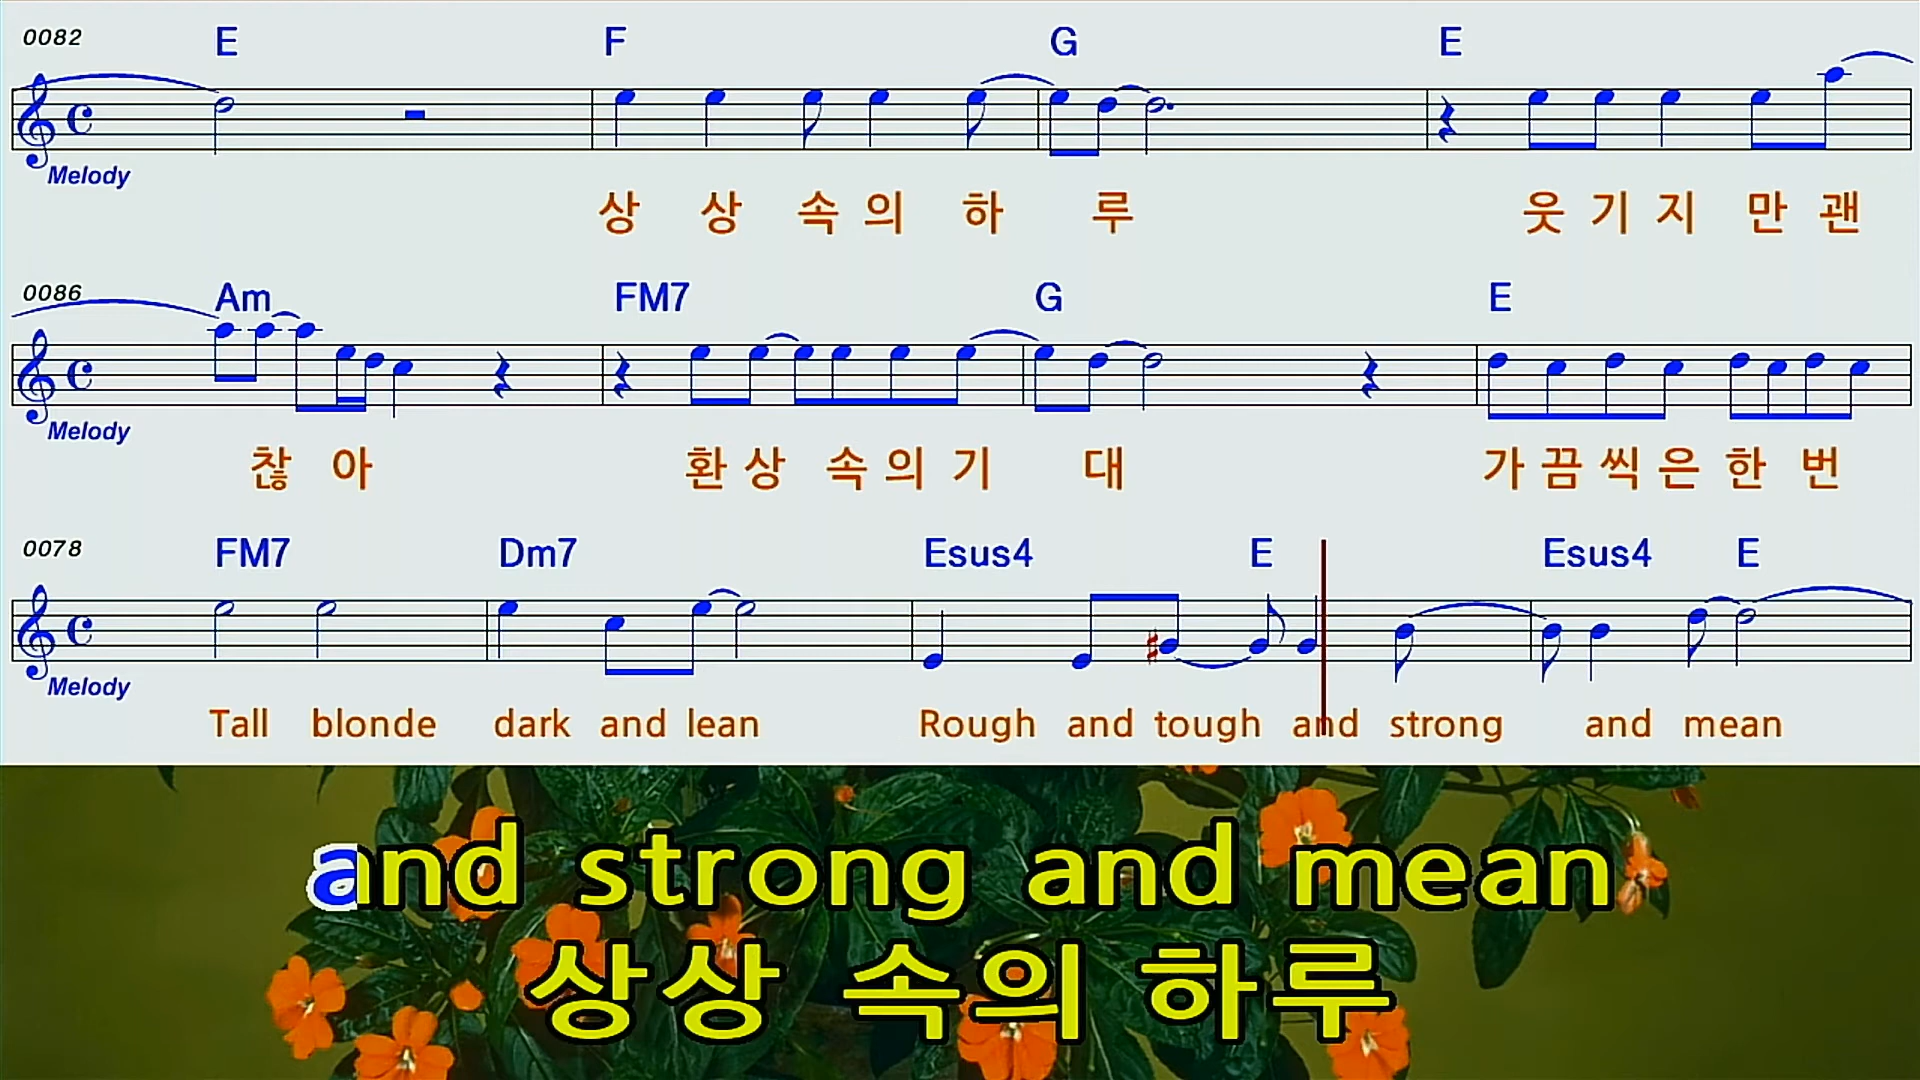 0082 E F G E
Melody
상 상 속 의 하 루 웃 기 지 만 괜
0086 Am FM7 G E
Melody
찮 아 환 상 속 의 기 대 가 끔 씩 은 한 번
0078 FM7 Dm7 Esus4 E Esus4 E
Melody
Tall blonde dark and lean Rough and tough and strong and mean
and strong and mean
상상 속의 하루